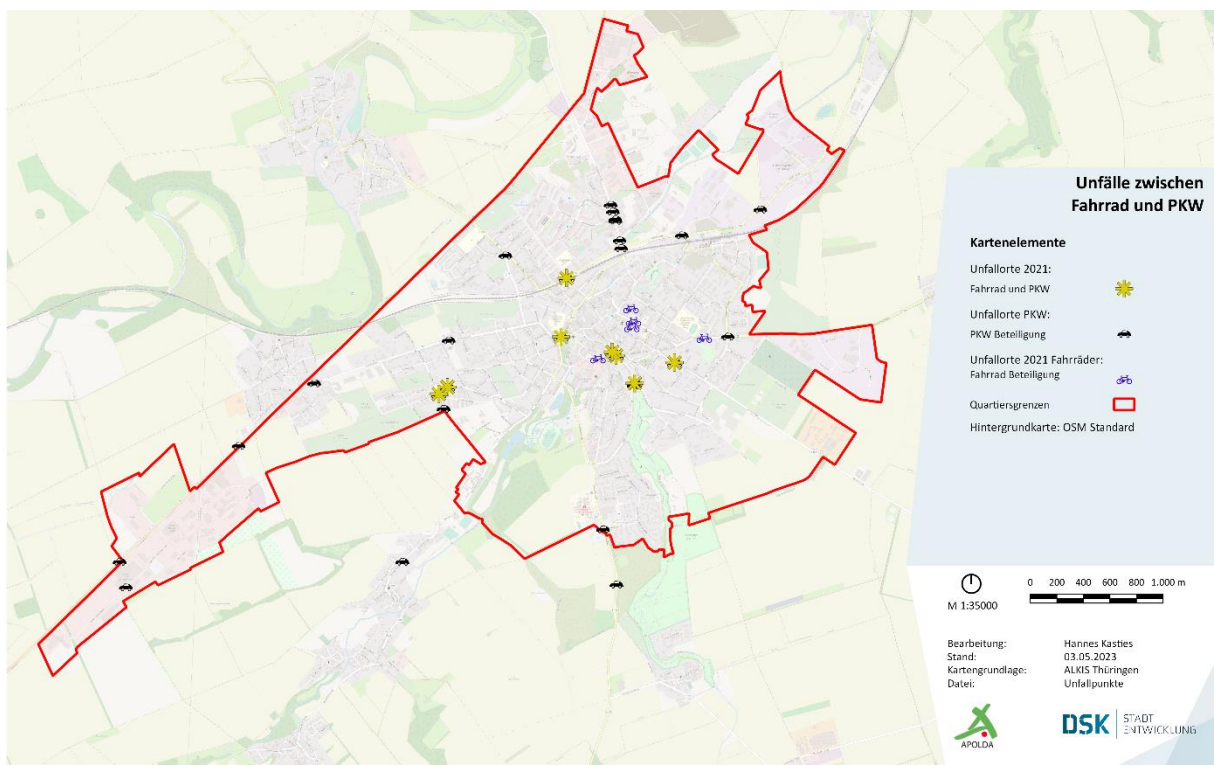 Unfälle zwischen
Fahrrad und PKW
Kartenelemente
Unfallorte 2021:
Fahrrad und PKW
Unfallorte PKW:
PKW Beteiligung
Unfallorte 2021 Fahrräder:
Fahrrad Beteiligung
Quartiersgrenzen
Hintergrundkarte: OSM Standard
M 1:35000
0 200 400 600 800 1.000 m
Bearbeitung: Hannes Kasties
Stand: 03.05.2023
Kartengrundlage: ALKIS Thüringen
Datei: Unfallpunkte
APOLDA
DSK STADT
ENTWICKLUNG